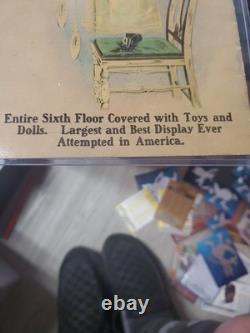 Entire Sixth Floor Covered with Toys and
Dolls. Largest and Best Display Ever
Attempted in America.